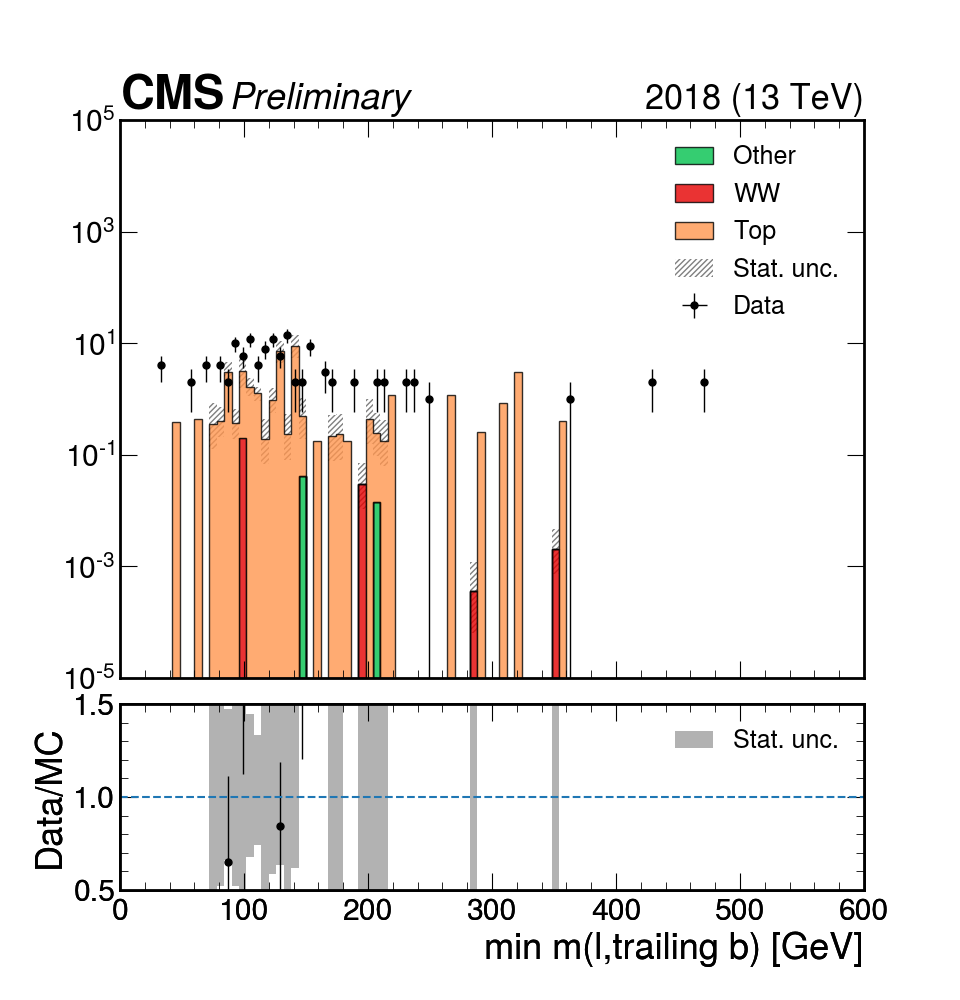 CMS Preliminary 2018 (13 TeV)
10^5
10^3
10^1
10^-1
10^-3
10^-5
Other
WW
Top
Stat. unc.
Data
1.5
1.0
0.5
Data/MC
Stat. unc.
0 100 200 300 400 500 600
min m(l,trailing b) [GeV]